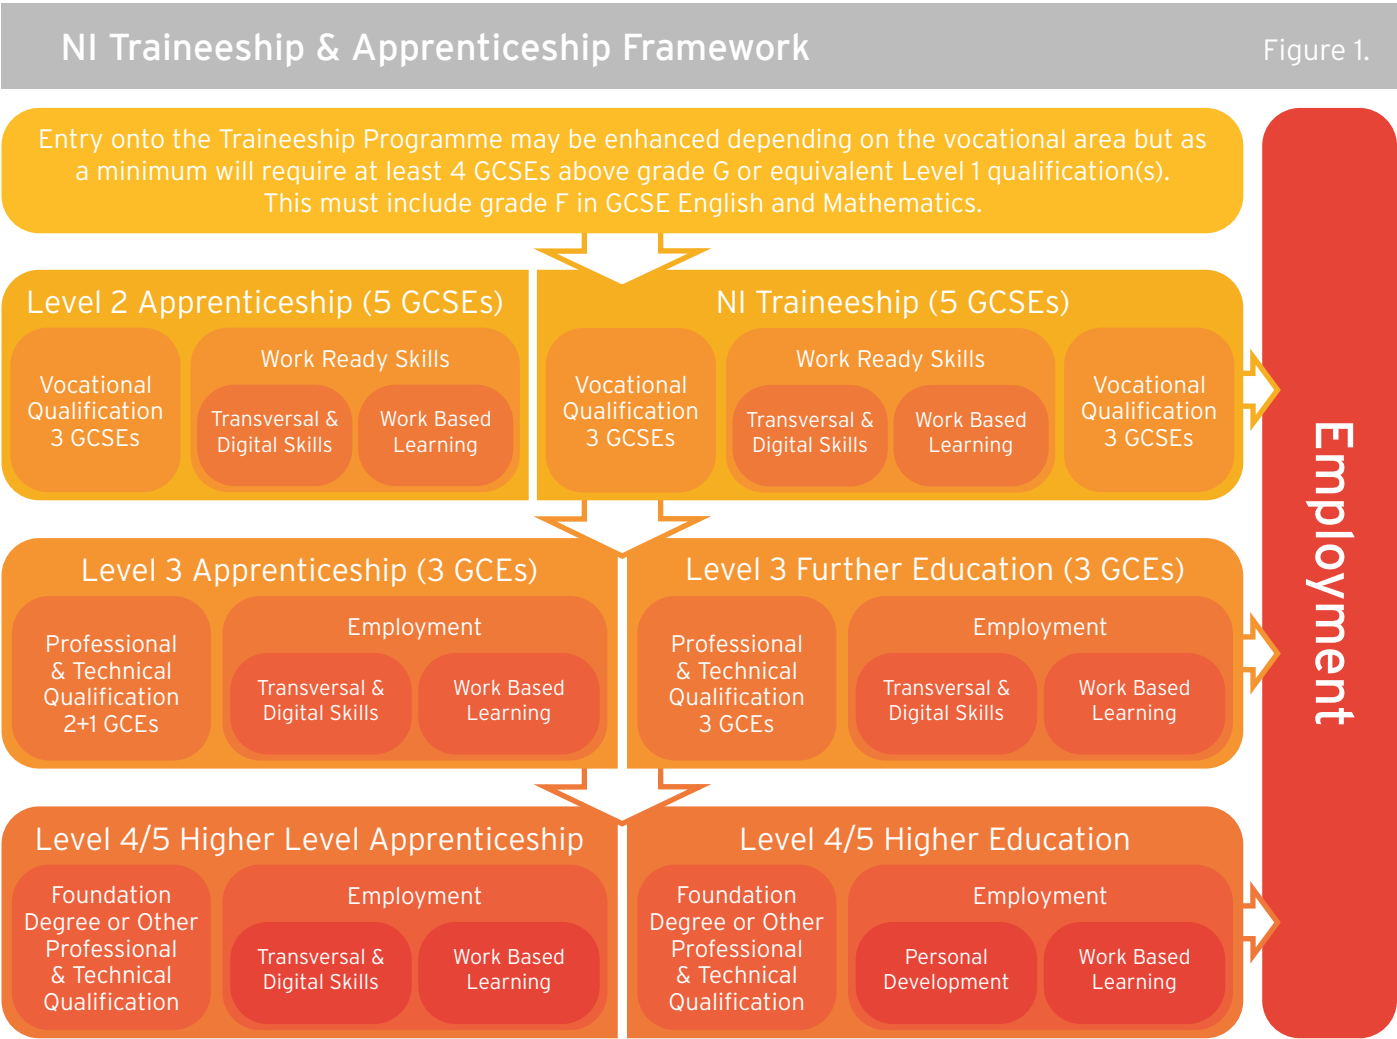 NI Traineeship & Apprenticeship Framework
Figure 1.
Entry onto the Traineeship Programme may be enhanced depending on the vocational area but as
a minimum will require at least 4 GCSEs above grade G or equivalent Level 1 qualification(s).
This must include grade F in GCSE English and Mathematics.
Level 2 Apprenticeship (5 GCSEs)
Vocational
Qualification
3 GCSEs
Work Ready Skills
Transversal &
Digital Skills
Work Based
Learning
NI Traineeship (5 GCSEs)
Vocational
Qualification
3 GCSEs
Work Ready Skills
Transversal &
Digital Skills
Work Based
Learning
Vocational
Qualification
3 GCSEs
Level 3 Apprenticeship (3 GCEs)
Professional
& Technical
Qualification
2+1 GCEs
Employment
Transversal &
Digital Skills
Work Based
Learning
Level 3 Further Education (3 GCEs)
Professional
& Technical
Qualification
3 GCEs
Employment
Transversal &
Digital Skills
Work Based
Learning
Level 4/5 Higher Level Apprenticeship
Foundation
Degree or Other
Professional
& Technical
Qualification
Employment
Transversal &
Digital Skills
Work Based
Learning
Level 4/5 Higher Education
Foundation
Degree or Other
Professional
& Technical
Qualification
Employment
Personal
Development
Work Based
Learning
Employment